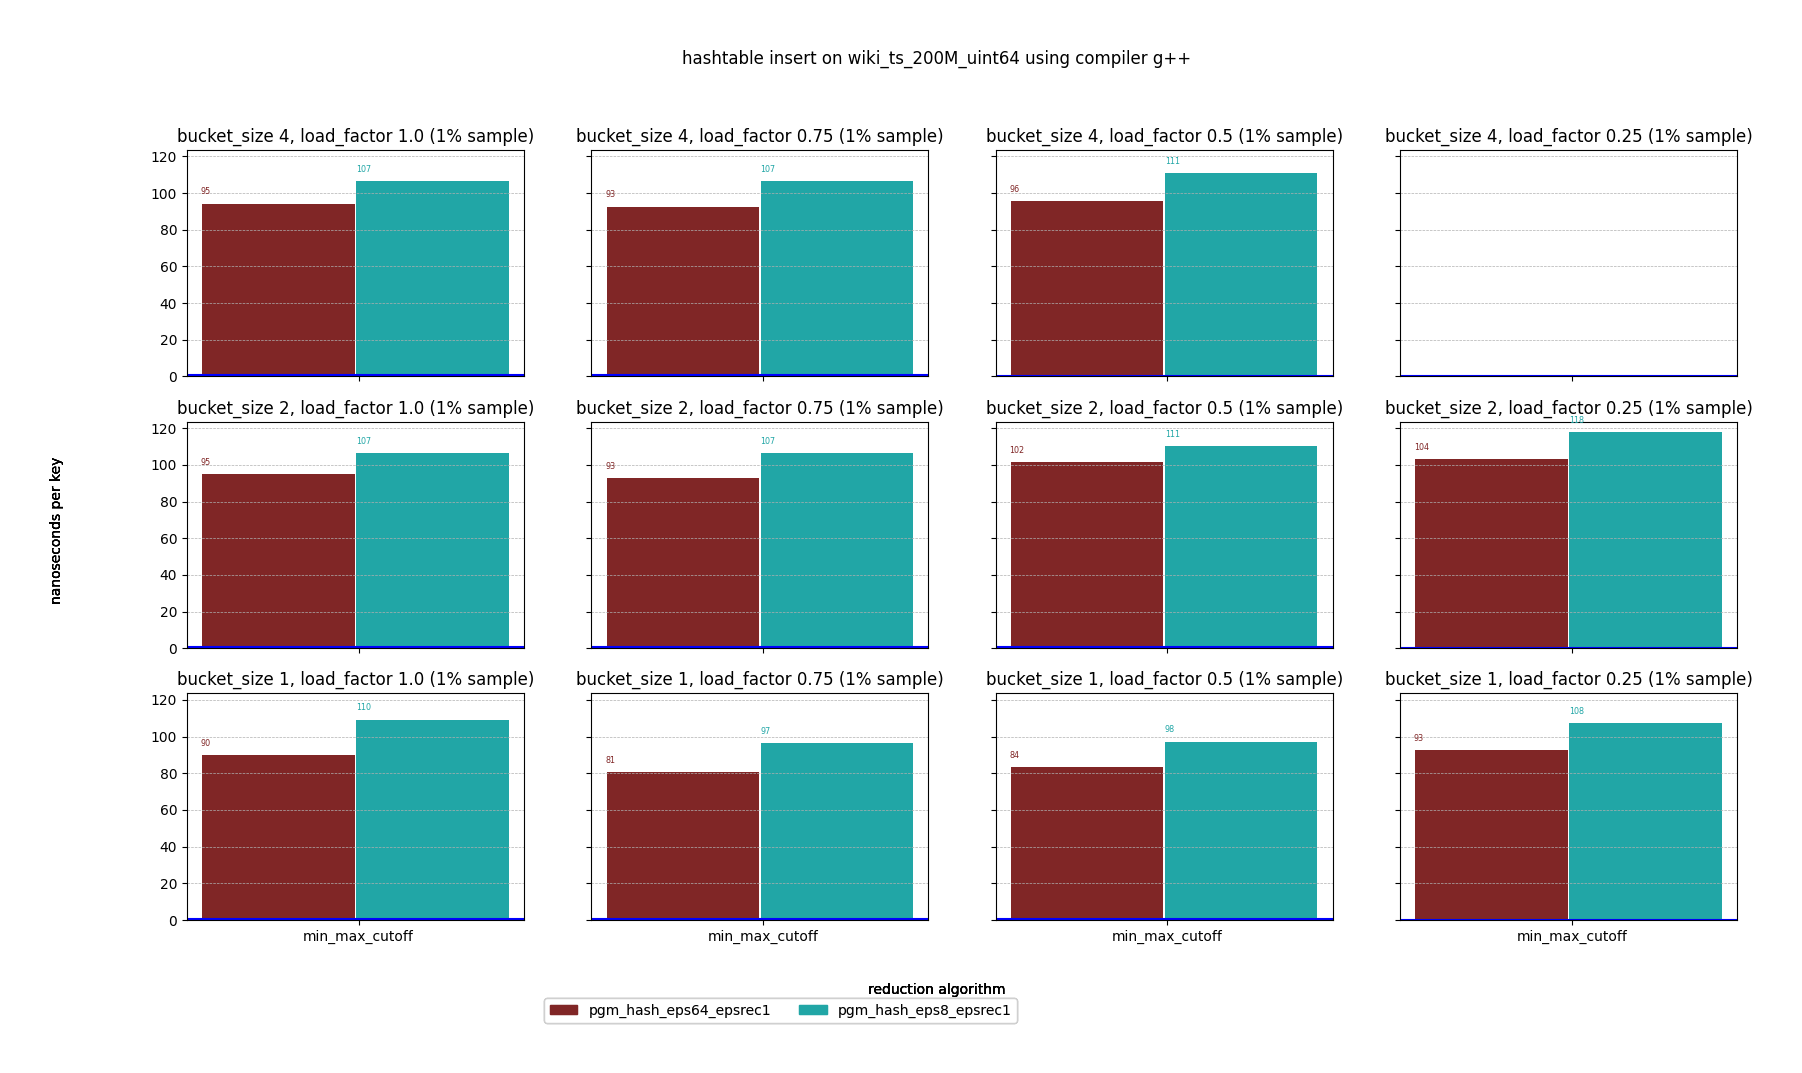 hashtable insert on wiki_ts_200M_uint64 using compiler g++
bucket_size 4, load_factor 1.0 (1% sample)
120
100
80
60
40
20
0
95
107
bucket_size 4, load_factor 0.75 (1% sample)
93
107
bucket_size 4, load_factor 0.5 (1% sample)
96
111
bucket_size 4, load_factor 0.25 (1% sample)
nanoseconds per key
bucket_size 2, load_factor 1.0 (1% sample)
120
100
80
60
40
20
0
95
107
bucket_size 2, load_factor 0.75 (1% sample)
93
107
bucket_size 2, load_factor 0.5 (1% sample)
102
111
bucket_size 2, load_factor 0.25 (1% sample)
104
118
bucket_size 1, load_factor 1.0 (1% sample)
120
100
80
60
40
20
0
90
110
min_max_cutoff
bucket_size 1, load_factor 0.75 (1% sample)
81
97
min_max_cutoff
bucket_size 1, load_factor 0.5 (1% sample)
84
98
min_max_cutoff
bucket_size 1, load_factor 0.25 (1% sample)
93
108
min_max_cutoff
reduction algorithm
pgm_hash_eps64_epsrec1
pgm_hash_eps8_epsrec1